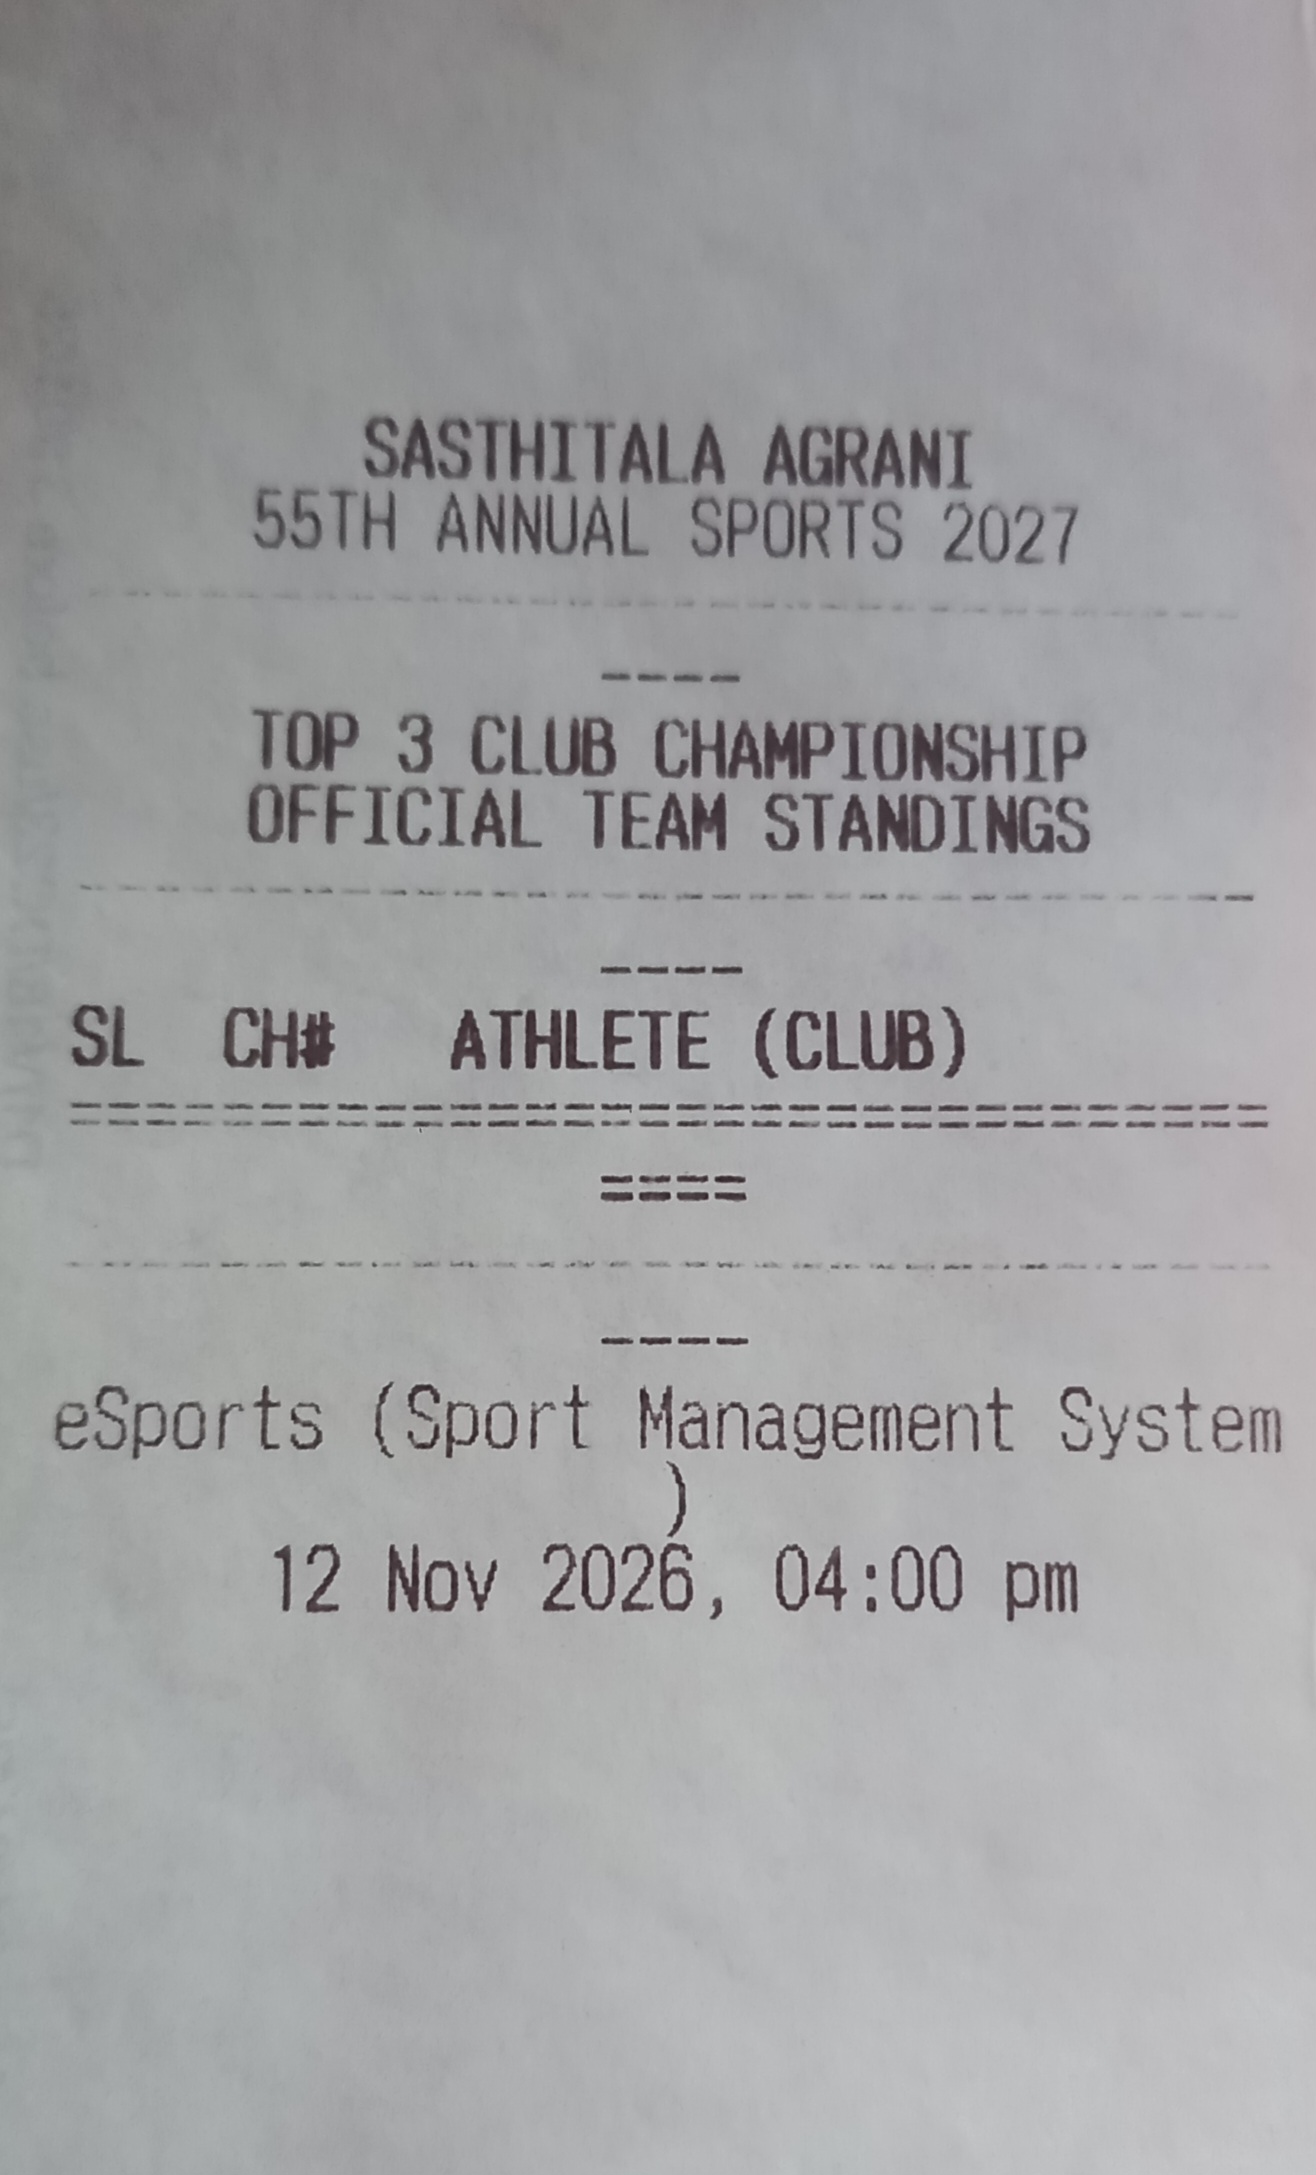 SASTHITALA AGRANI
55TH ANNUAL SPORTS 2027
--------------------------------
----
TOP 3 CLUB CHAMPIONSHIP
OFFICIAL TEAM STANDINGS
--------------------------------
----
SL  CH#   ATHLETE (CLUB)
================================
====
--------------------------------
----
eSports (Sport Management System
)
12 Nov 2026, 04:00 pm